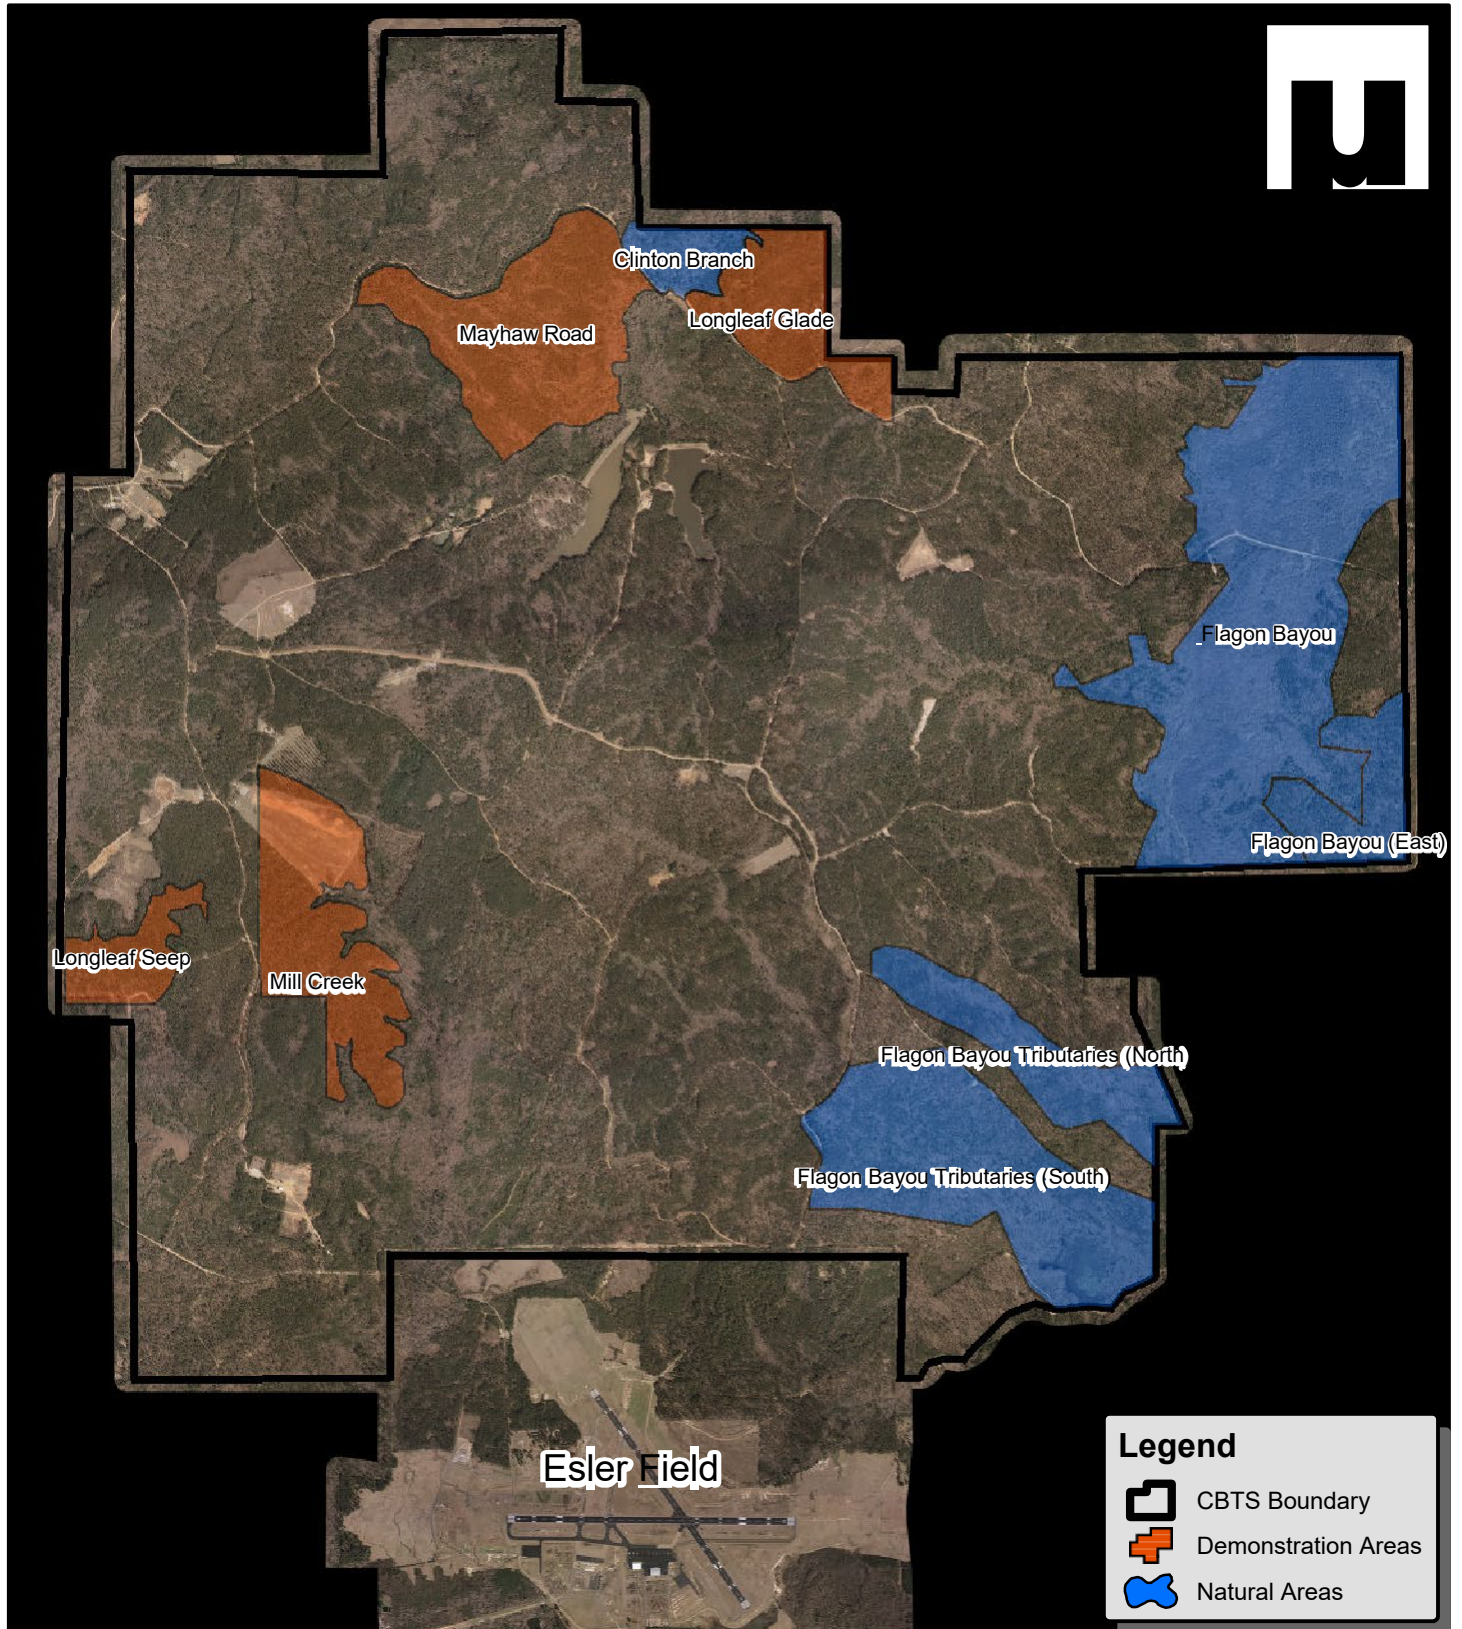 Clinton Branch
Longleaf Glade
Mayhaw Road
Flagon Bayou
Flagon Bayou (East)
Longleaf Seep
Mill Creek
Flagon Bayou Tributaries (North)
Flagon Bayou Tributaries (South)
Esler Field
Legend
CBTS Boundary
Demonstration Areas
Natural Areas